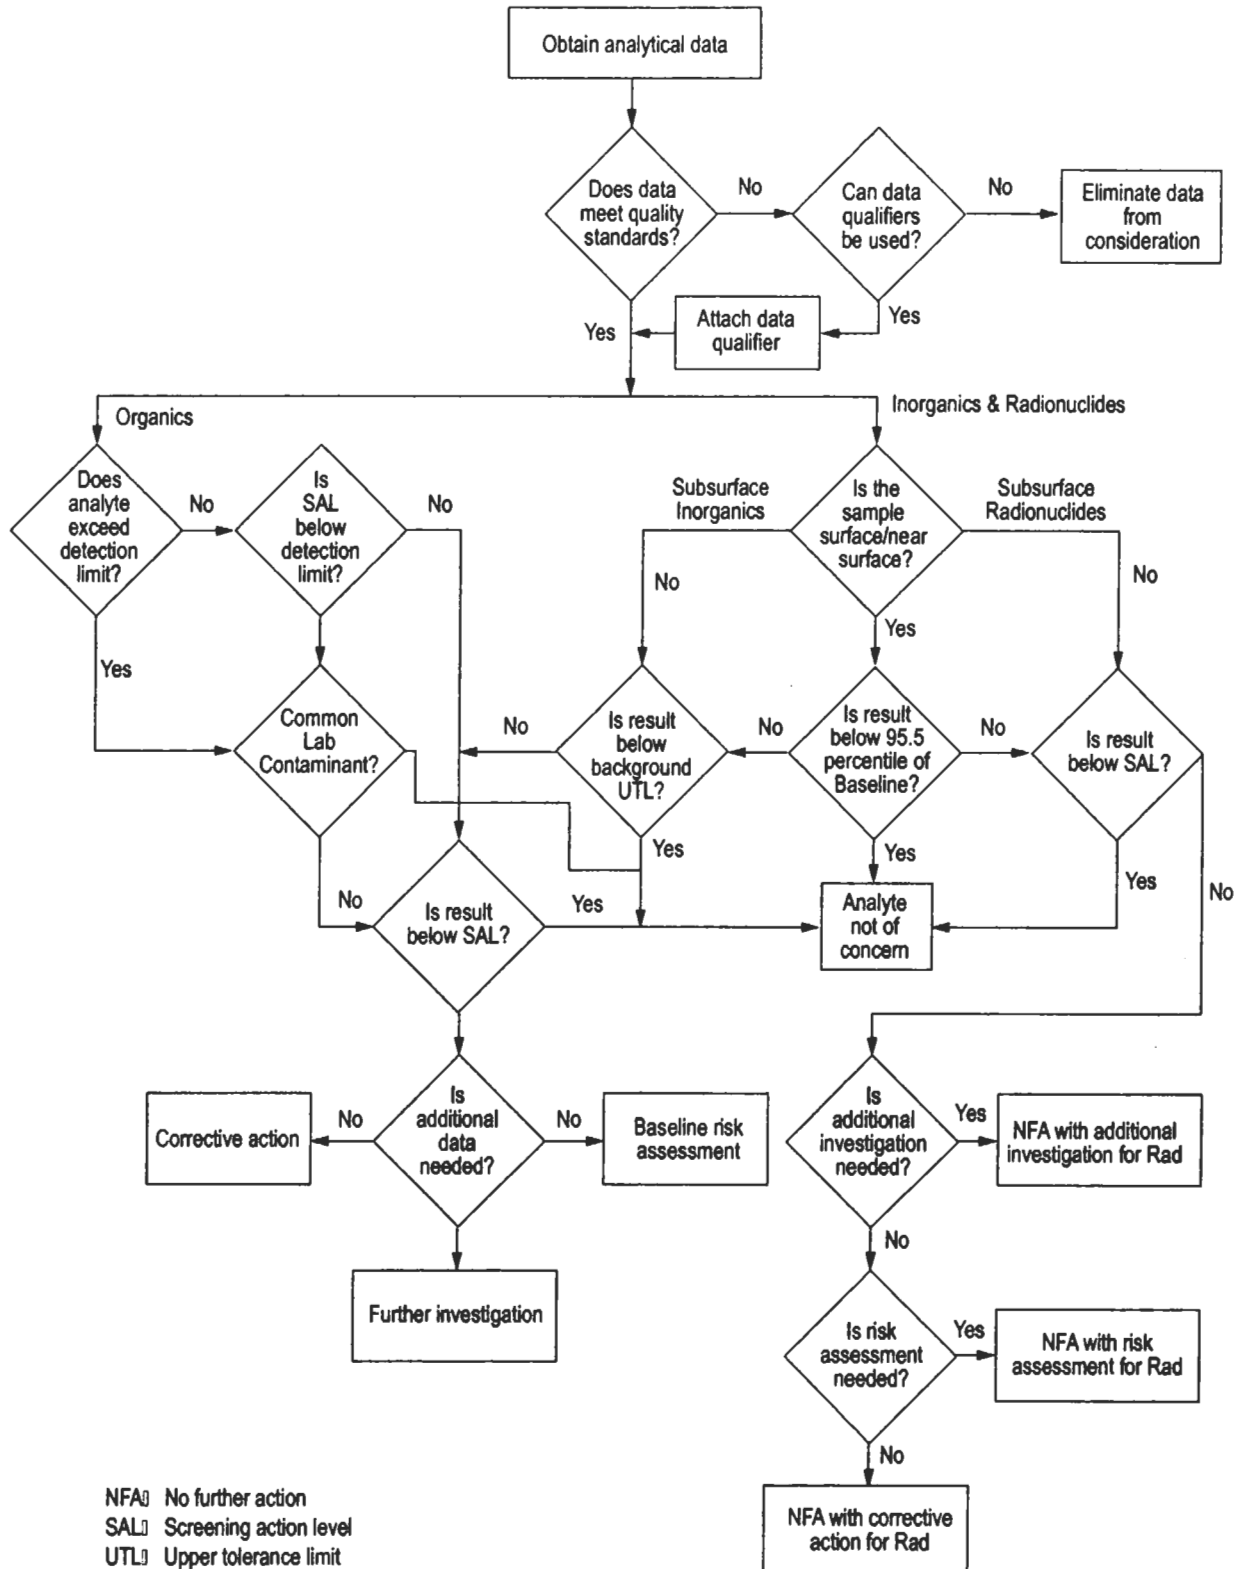 Obtain analytical data
Does data
meet quality
standards?
No
Can data
qualifiers
be used?
No
Eliminate data
from
consideration
Yes
Attach data
qualifier
Yes
Organics
Inorganics & Radionuclides
Does
analyte
exceed
detection
limit?
No
Is
SAL
below
detection
limit?
No
Subsurface
Inorganics
Is the
sample
surface/near
surface?
Subsurface
Radionuclides
No
No
Yes
Yes
Common
Lab
Contaminant?
No
Is result
below
background
UTL?
No
Is result
below 95.5
percentile of
Baseline?
No
Is result
below SAL?
Yes
Yes
Yes
No
No
Is result
below SAL?
Yes
Analyte
not of
concern
Corrective action
No
Is
additional
data
needed?
No
Baseline risk
assessment
Is
additional
investigation
needed?
Yes
NFA with additional
investigation for Rad
No
Further investigation
Is risk
assessment
needed?
Yes
NFA with risk
assessment for Rad
No
NFA with corrective
action for Rad
NFA No further action
SAL Screening action level
UTL Upper tolerance limit